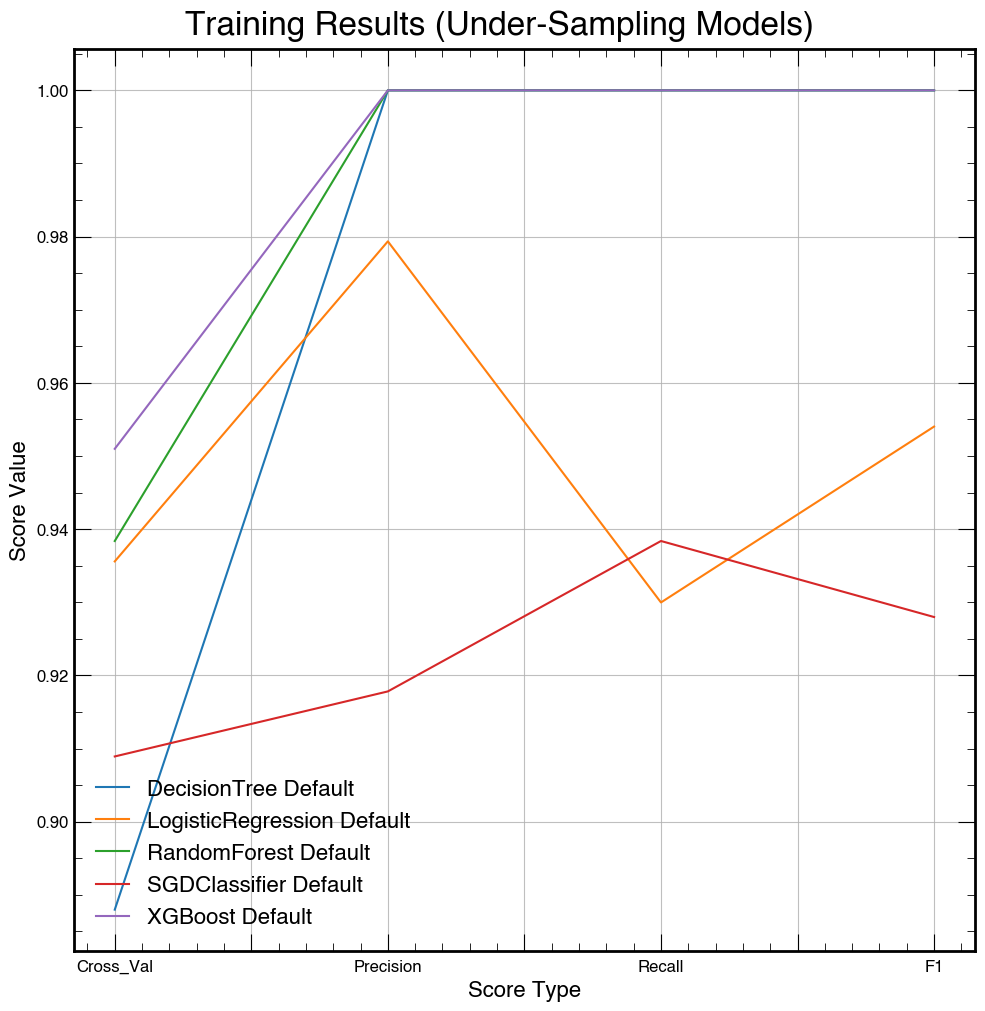 Training Results (Under-Sampling Models)
1.00
0.98
0.96
0.94
0.92
0.90
Score Value
DecisionTree Default
LogisticRegression Default
RandomForest Default
SGDClassifier Default
XGBoost Default
Cross_Val Precision Recall F1
Score Type